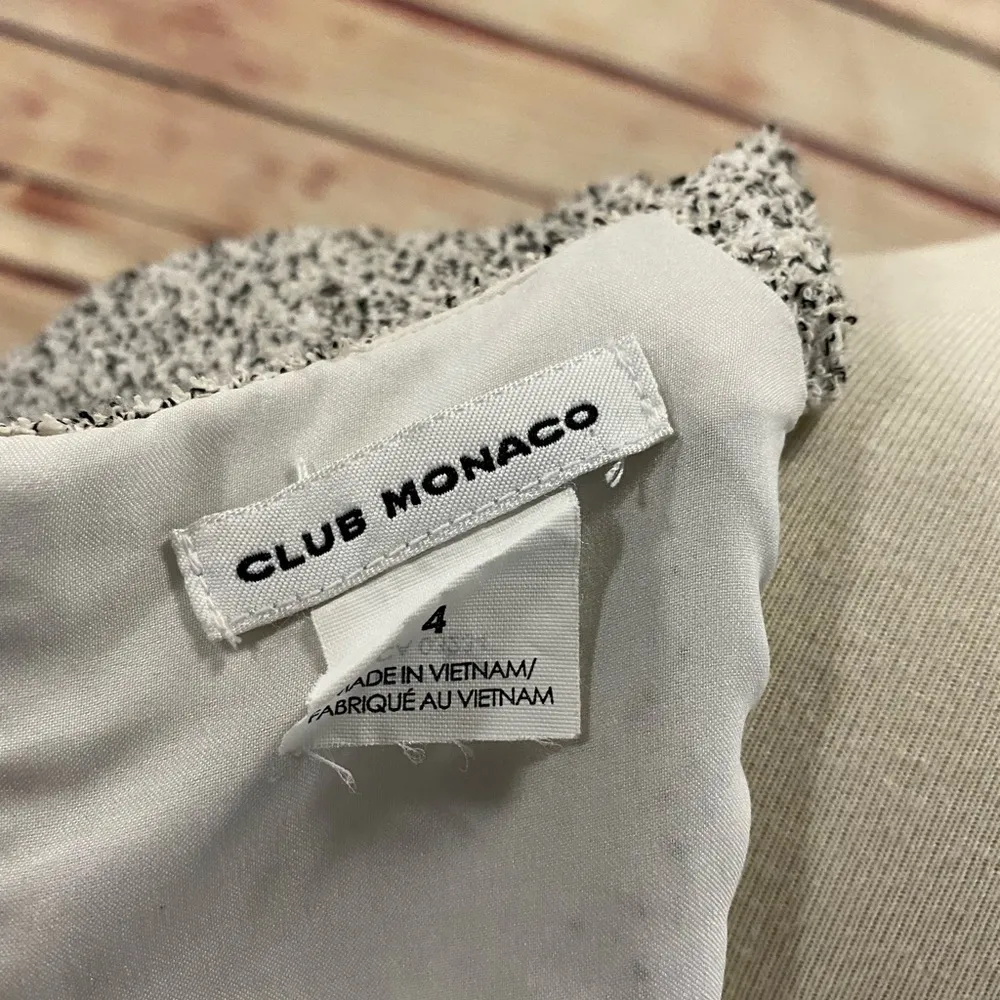 CLUB MONACO
4
MADE IN VIETNAM/
FABRIQUÉ AU VIETNAM